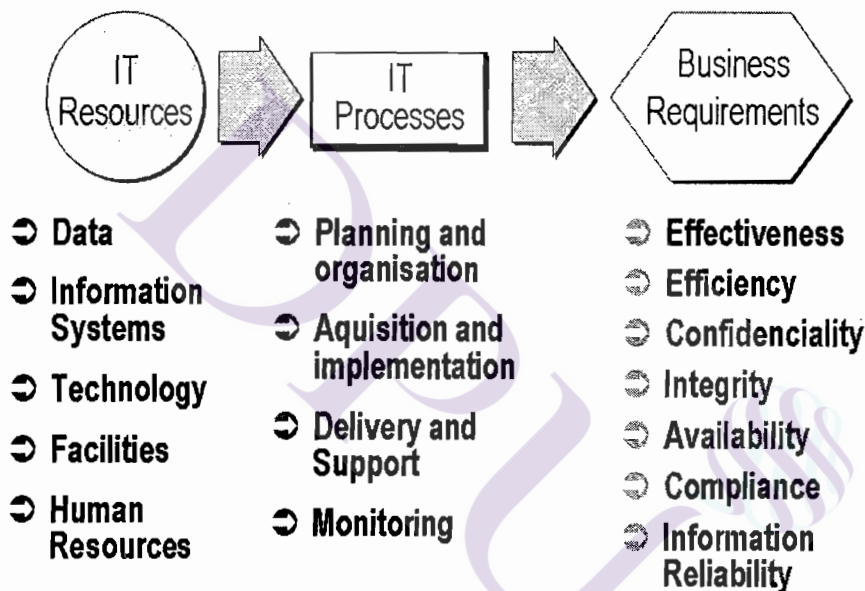 IT
Resources
IT
Processes
Business
Requirements
Data
Information
Systems
Technology
Facilities
Human
Resources
Planning and
organisation
Aquisition and
implementation
Delivery and
Support
Monitoring
Effectiveness
Efficiency
Confidenciality
Integrity
Availability
Compliance
Information
Reliability
DPU